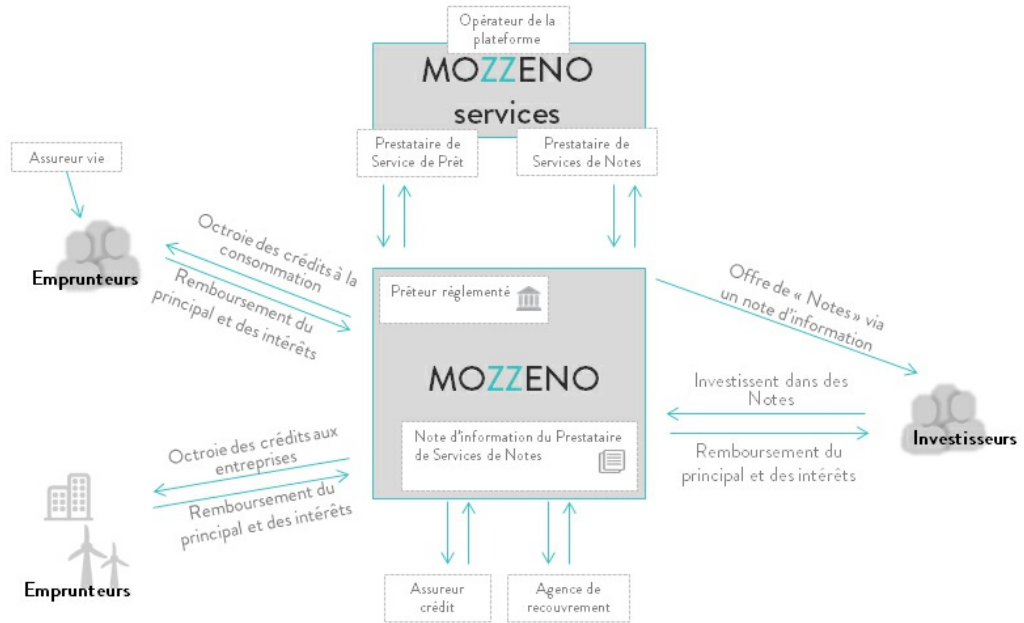 Opérateur de la
plateforme
MOZZENO
services
Prestataire de
Service de Prêt
Prestataire de
Services de Notes
Assureur vie
Emprunteurs
Octroie des crédits à la
consommation
Remboursement du
principal et des intérêts
Prêteur réglementé
MOZZENO
Note d'information du Prestataire
de Services de Notes
Offre de « Notes » via
un note d'information
Investissent dans des
Notes
Investisseurs
Remboursement du
principal et des intérêts
Octroie des crédits aux
entreprises
Remboursement du
principal et des intérêts
Emprunteurs
Assureur
crédit
Agence de
recouvrement